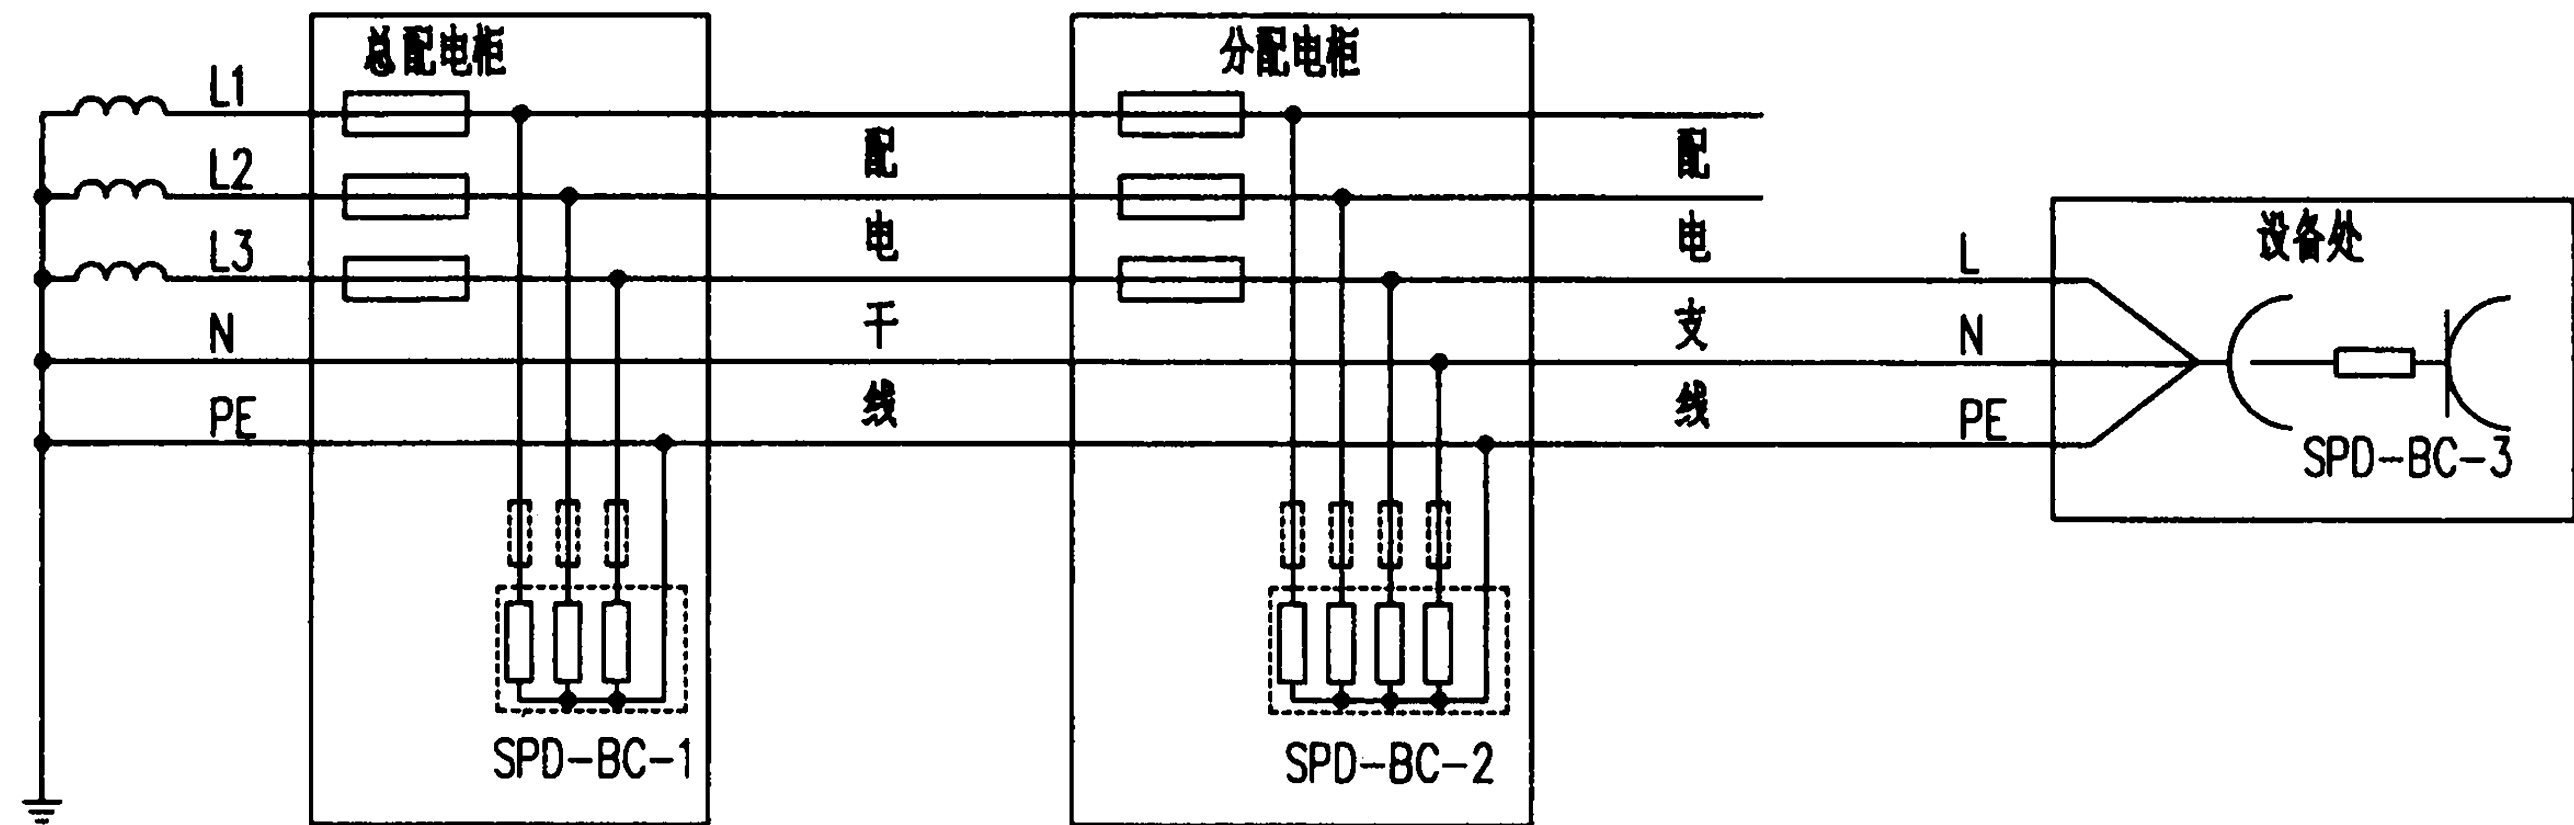 总配电柜
分配电柜
L1
L2
L3
N
PE
配电干线
配电支线
L
N
PE
设备处
SPD-BC-3
SPD-BC-1
SPD-BC-2